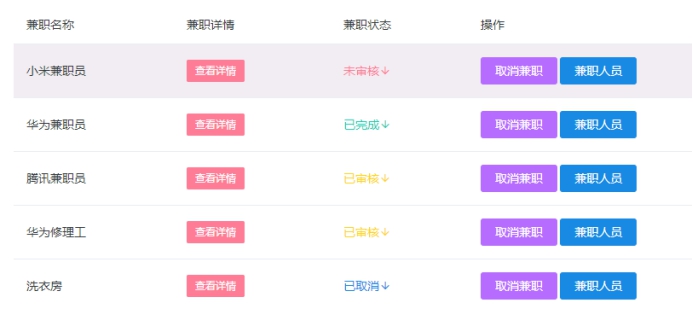 兼职名称 兼职详情 兼职状态 操作
小米兼职员 查看详情 未审核↓ 取消兼职 兼职人员
华为兼职员 查看详情 已完成↓ 取消兼职 兼职人员
腾讯兼职员 查看详情 已审核↓ 取消兼职 兼职人员
华为修理工 查看详情 已审核↓ 取消兼职 兼职人员
洗衣房 查看详情 已取消↓ 取消兼职 兼职人员